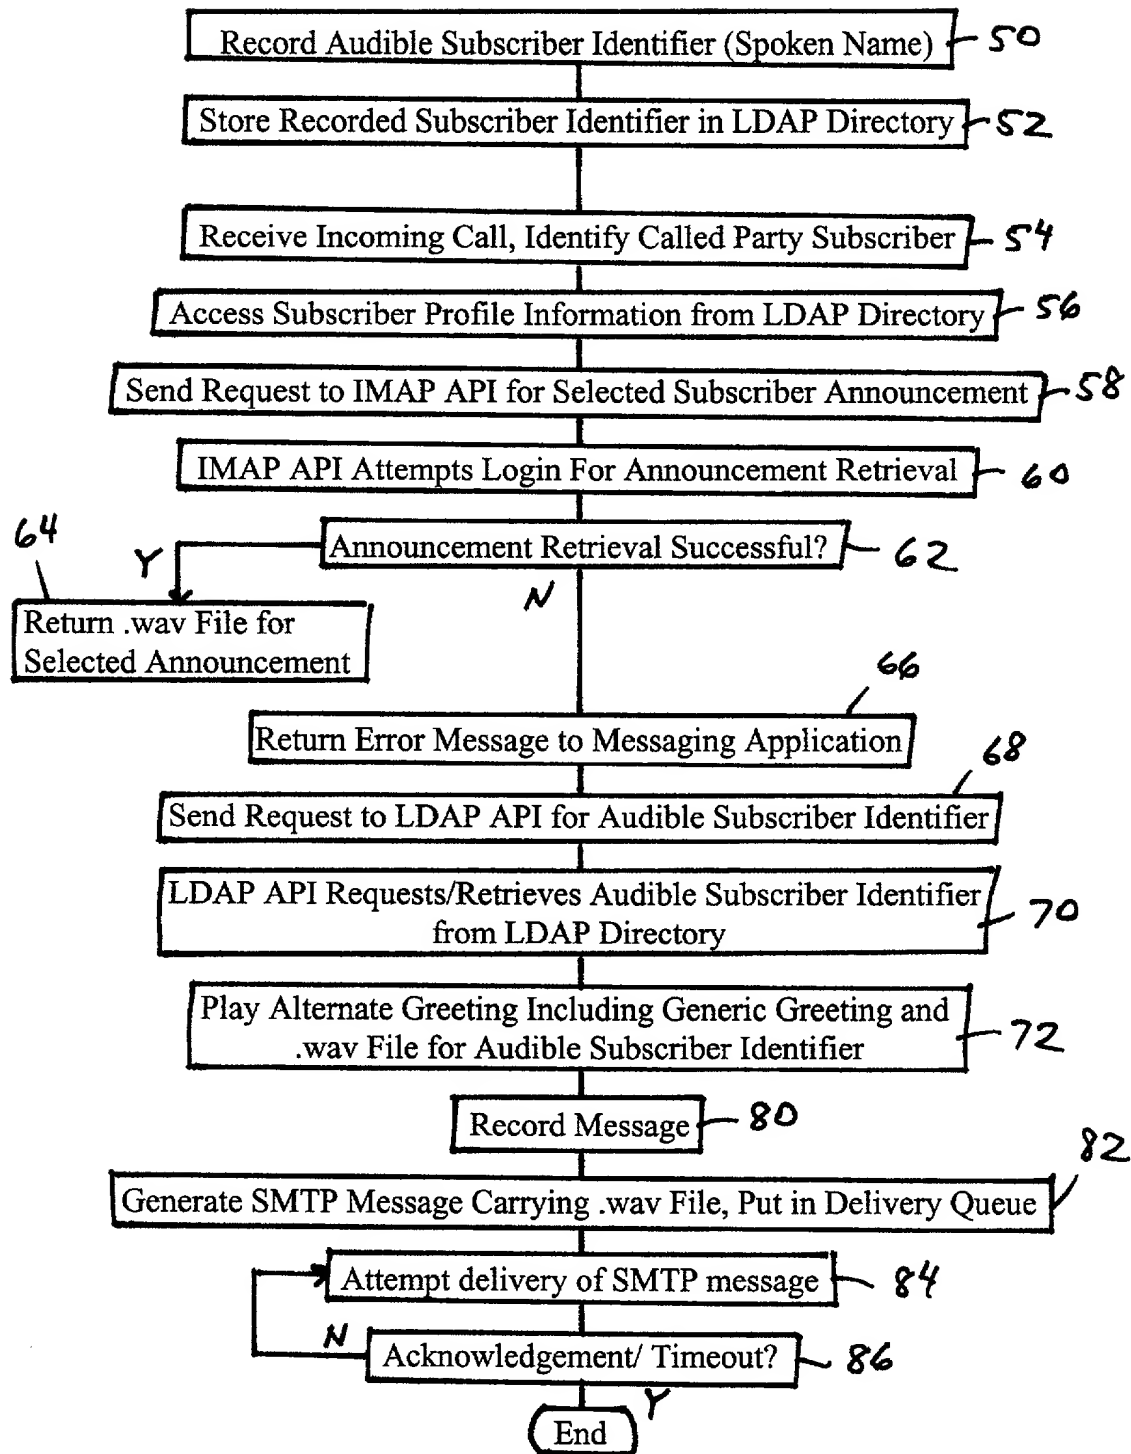 Record Audible Subscriber Identifier (Spoken Name) 50
Store Recorded Subscriber Identifier in LDAP Directory 52
Receive Incoming Call, Identify Called Party Subscriber 54
Access Subscriber Profile Information from LDAP Directory 56
Send Request to IMAP API for Selected Subscriber Announcement 58
IMAP API Attempts Login For Announcement Retrieval 60
64
Y
Announcement Retrieval Successful? 62
N
Return .wav File for
Selected Announcement
66
Return Error Message to Messaging Application
68
Send Request to LDAP API for Audible Subscriber Identifier
LDAP API Requests/Retrieves Audible Subscriber Identifier
from LDAP Directory
70
Play Alternate Greeting Including Generic Greeting and
.wav File for Audible Subscriber Identifier
72
Record Message 80
82
Generate SMTP Message Carrying .wav File, Put in Delivery Queue
Attempt delivery of SMTP message 84
N
Acknowledgement/ Timeout? 86
Y
End